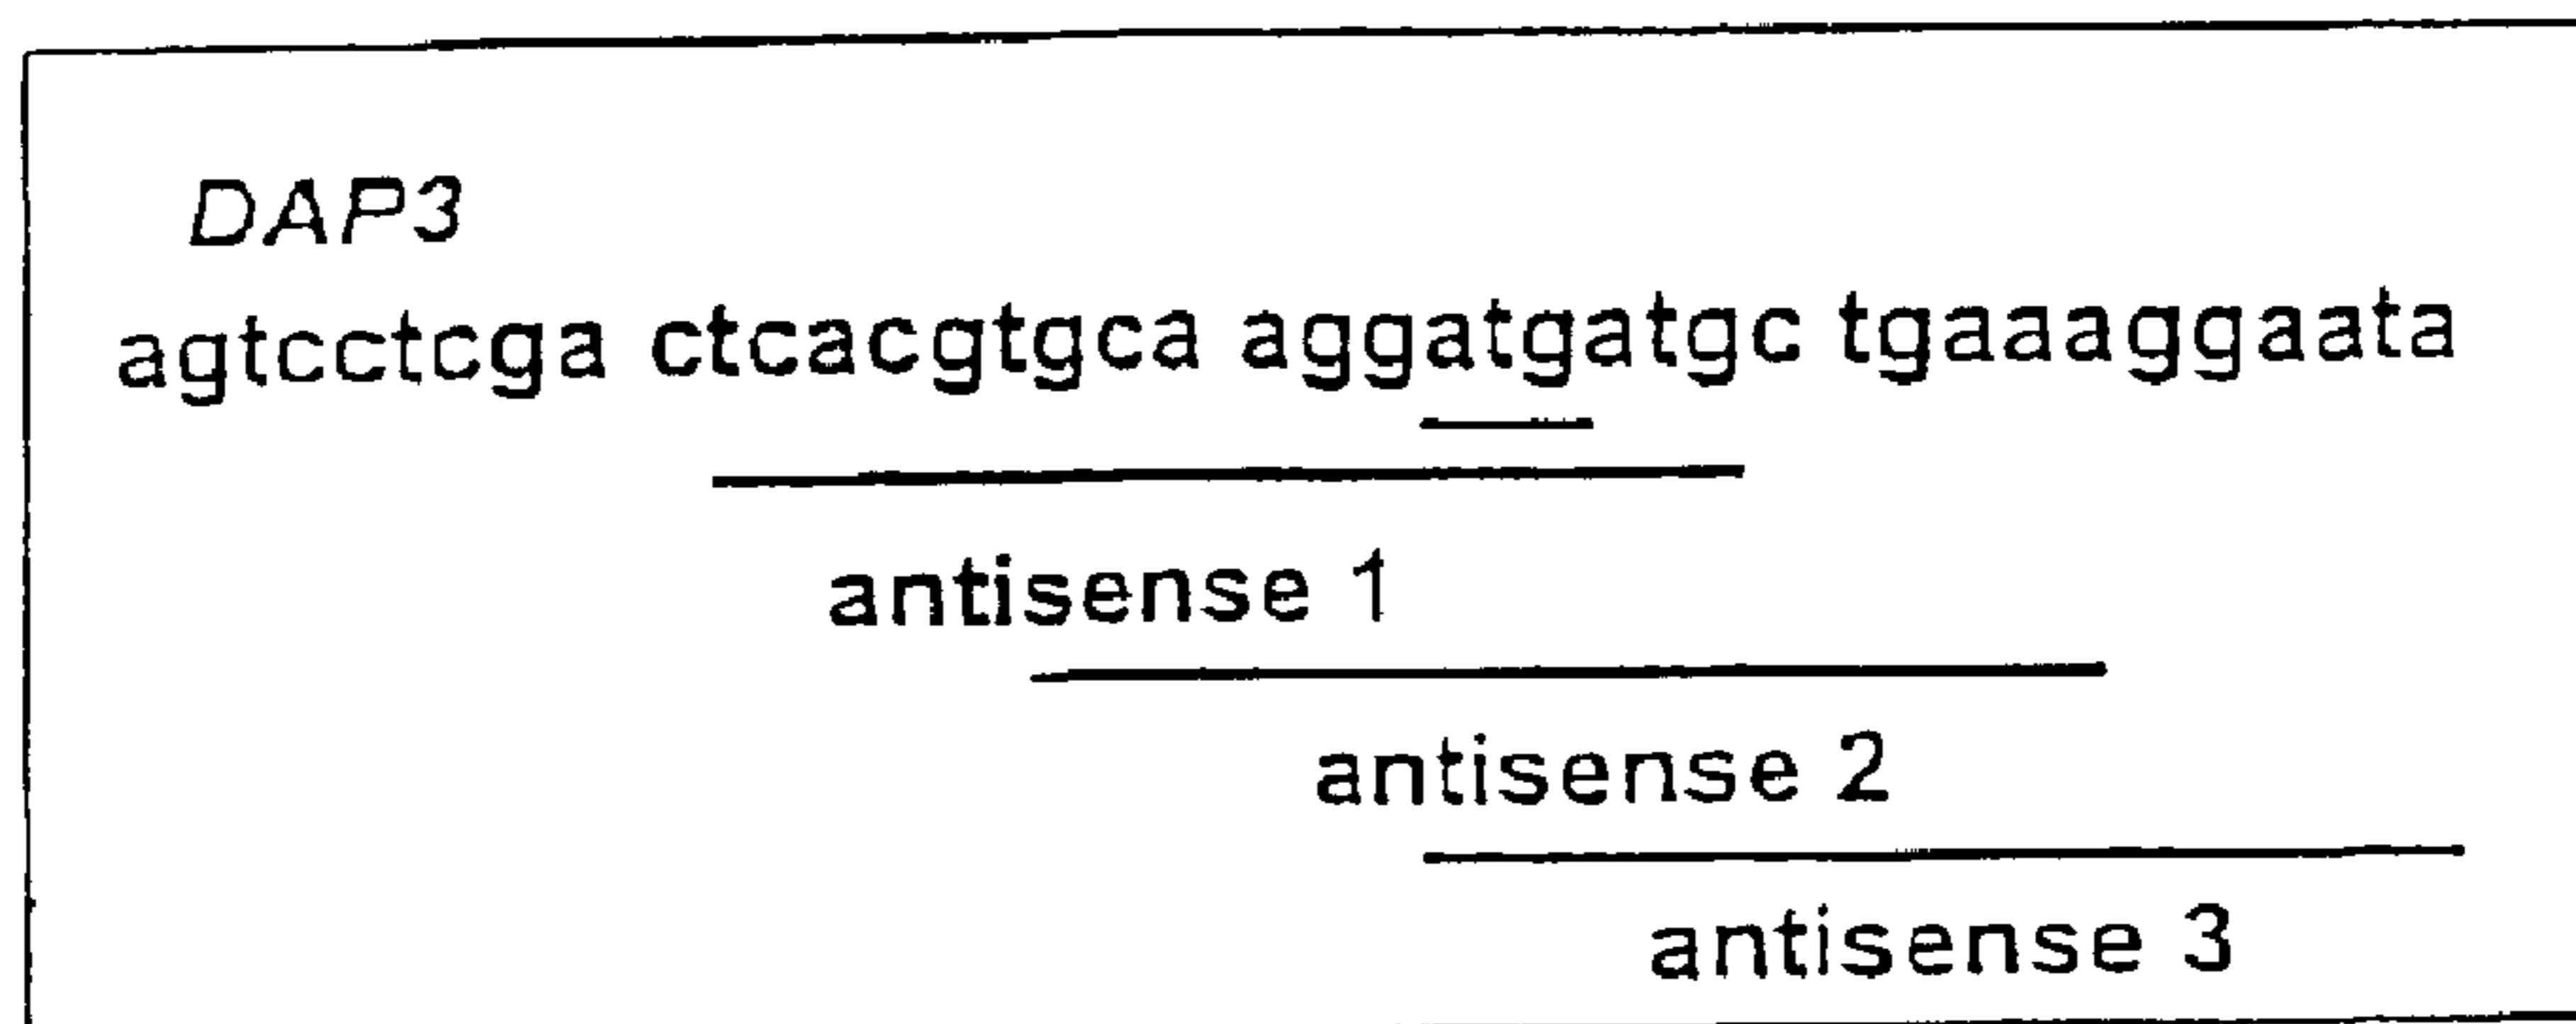 DAP3
agtcctcga ctcacgtgca aggatgatgc tgaaaggaata
antisense 1
antisense 2
antisense 3